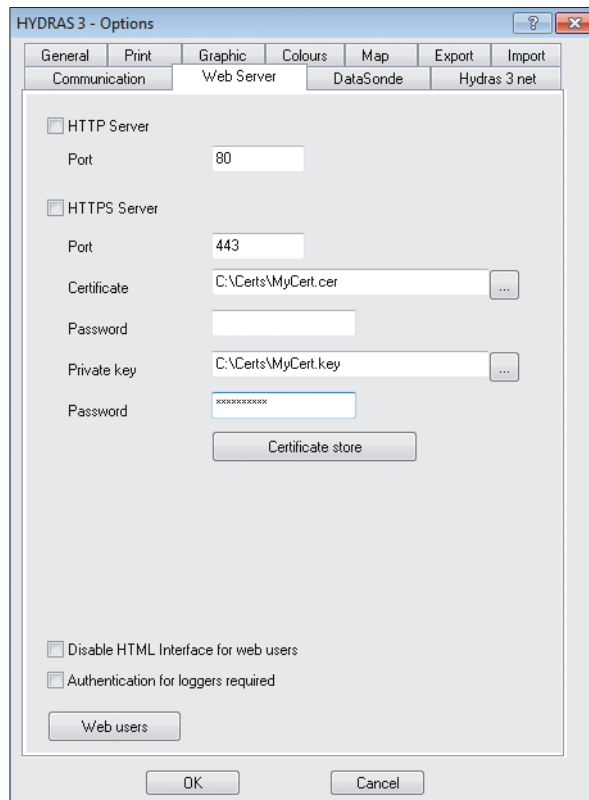 HYDRAS 3 - Options
General Print Graphic Colours Map Export Import
Communication Web Server DataSonde Hydras 3 net
HTTP Server
Port 80
HTTPS Server
Port 443
Certificate C:\Certs\MyCert.cer ...
Password
Private key C:\Certs\MyCert.key ...
Password **********
Certificate store
Disable HTML Interface for web users
Authentication for loggers required
Web users
OK Cancel